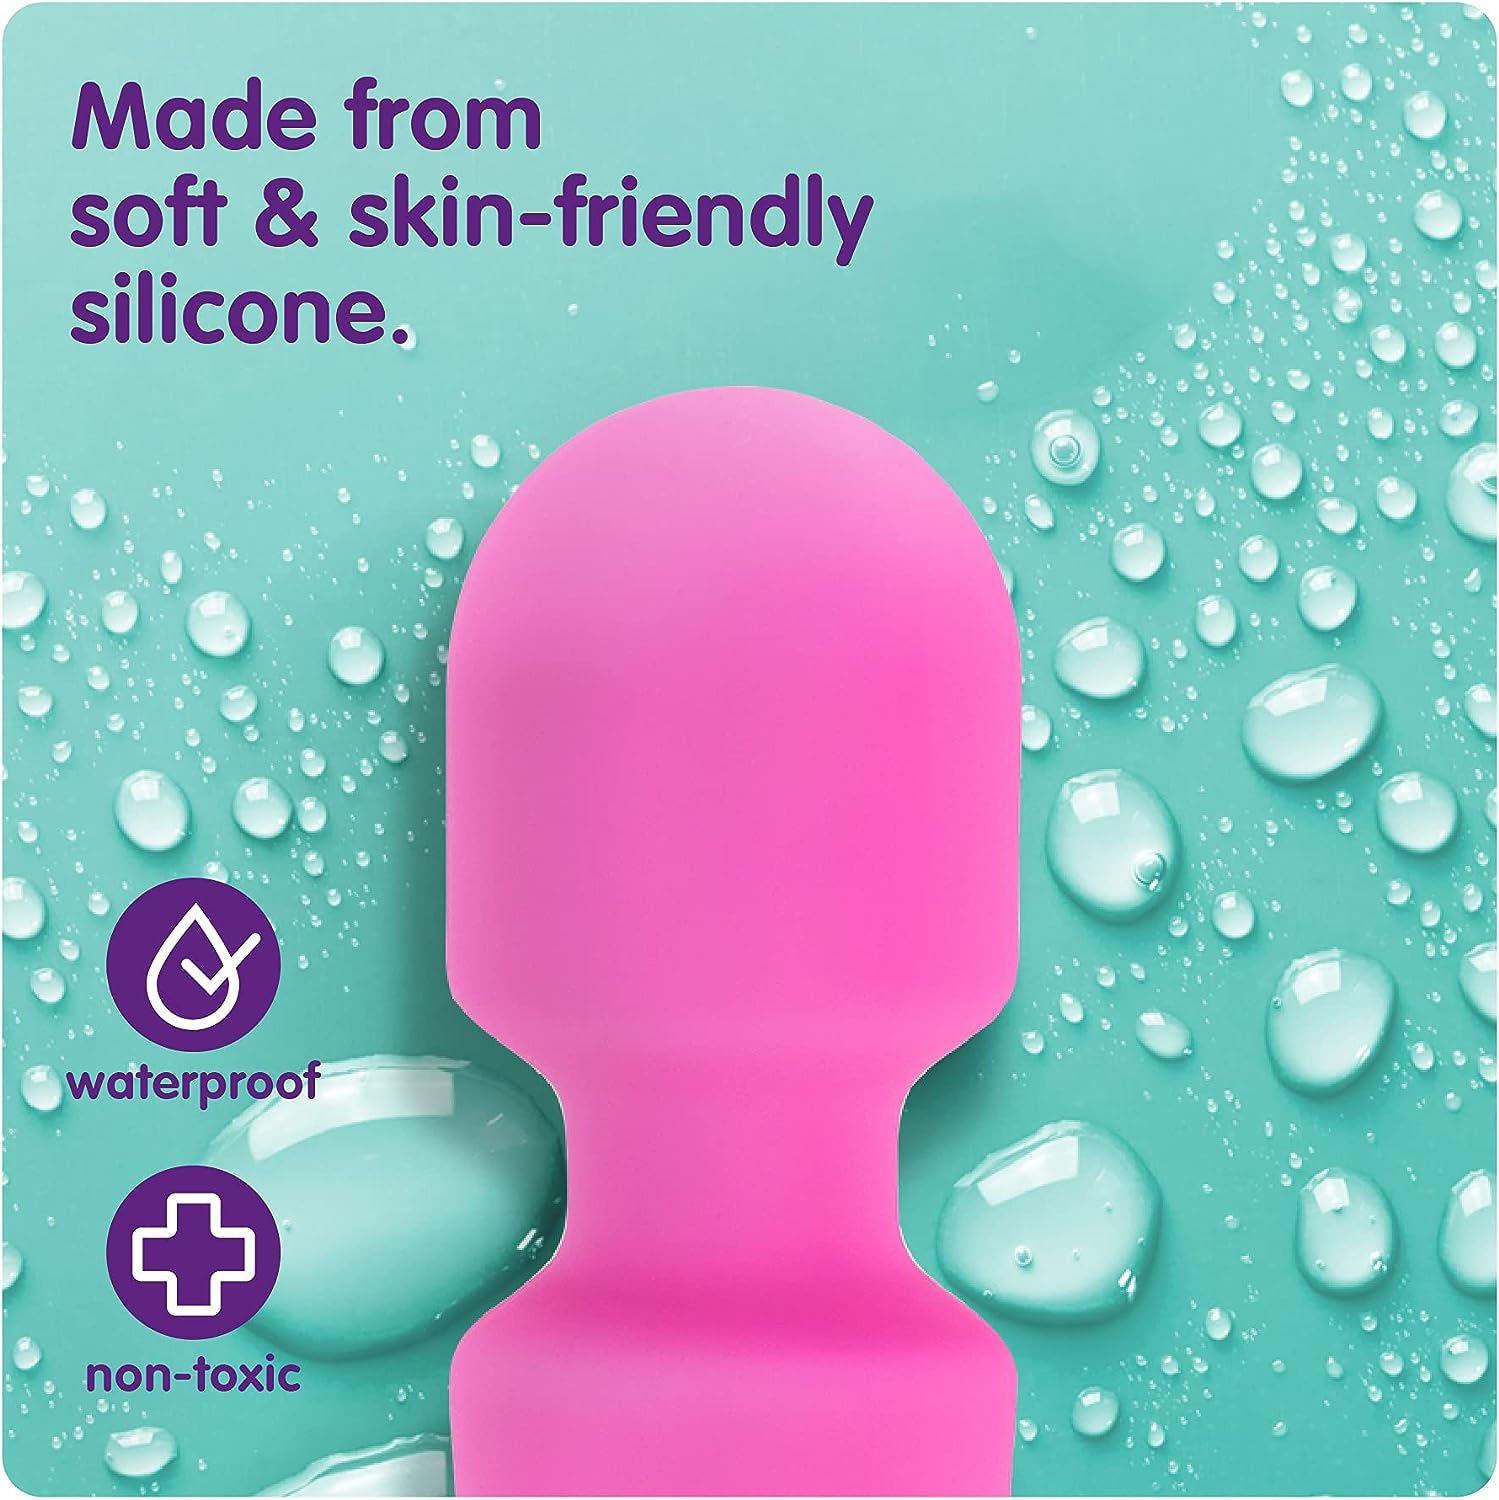 Made from
soft & skin-friendly
silicone.
waterproof
non-toxic